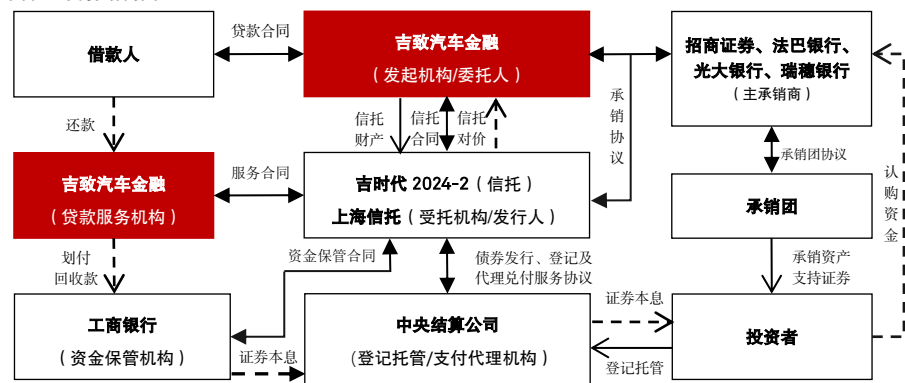 借款人
贷款合同
吉致汽车金融
(发起机构/委托人)
招商证券、法巴银行、
光大银行、瑞穗银行
(主承销商)
还款
信托
财产
信托
合同
信托
对价
承销协议
承销团协议
认购资金
吉致汽车金融
(贷款服务机构)
服务合同
吉时代 2024-2(信托)
上海信托(受托机构/发行人)
承销团
划付
回收款
资金保管合同
债券发行、登记及
代理兑付服务协议
承销资产
支持证券
工商银行
(资金保管机构)
证券本息
中央结算公司
(登记托管/支付代理机构)
证券本息
登记托管
投资者